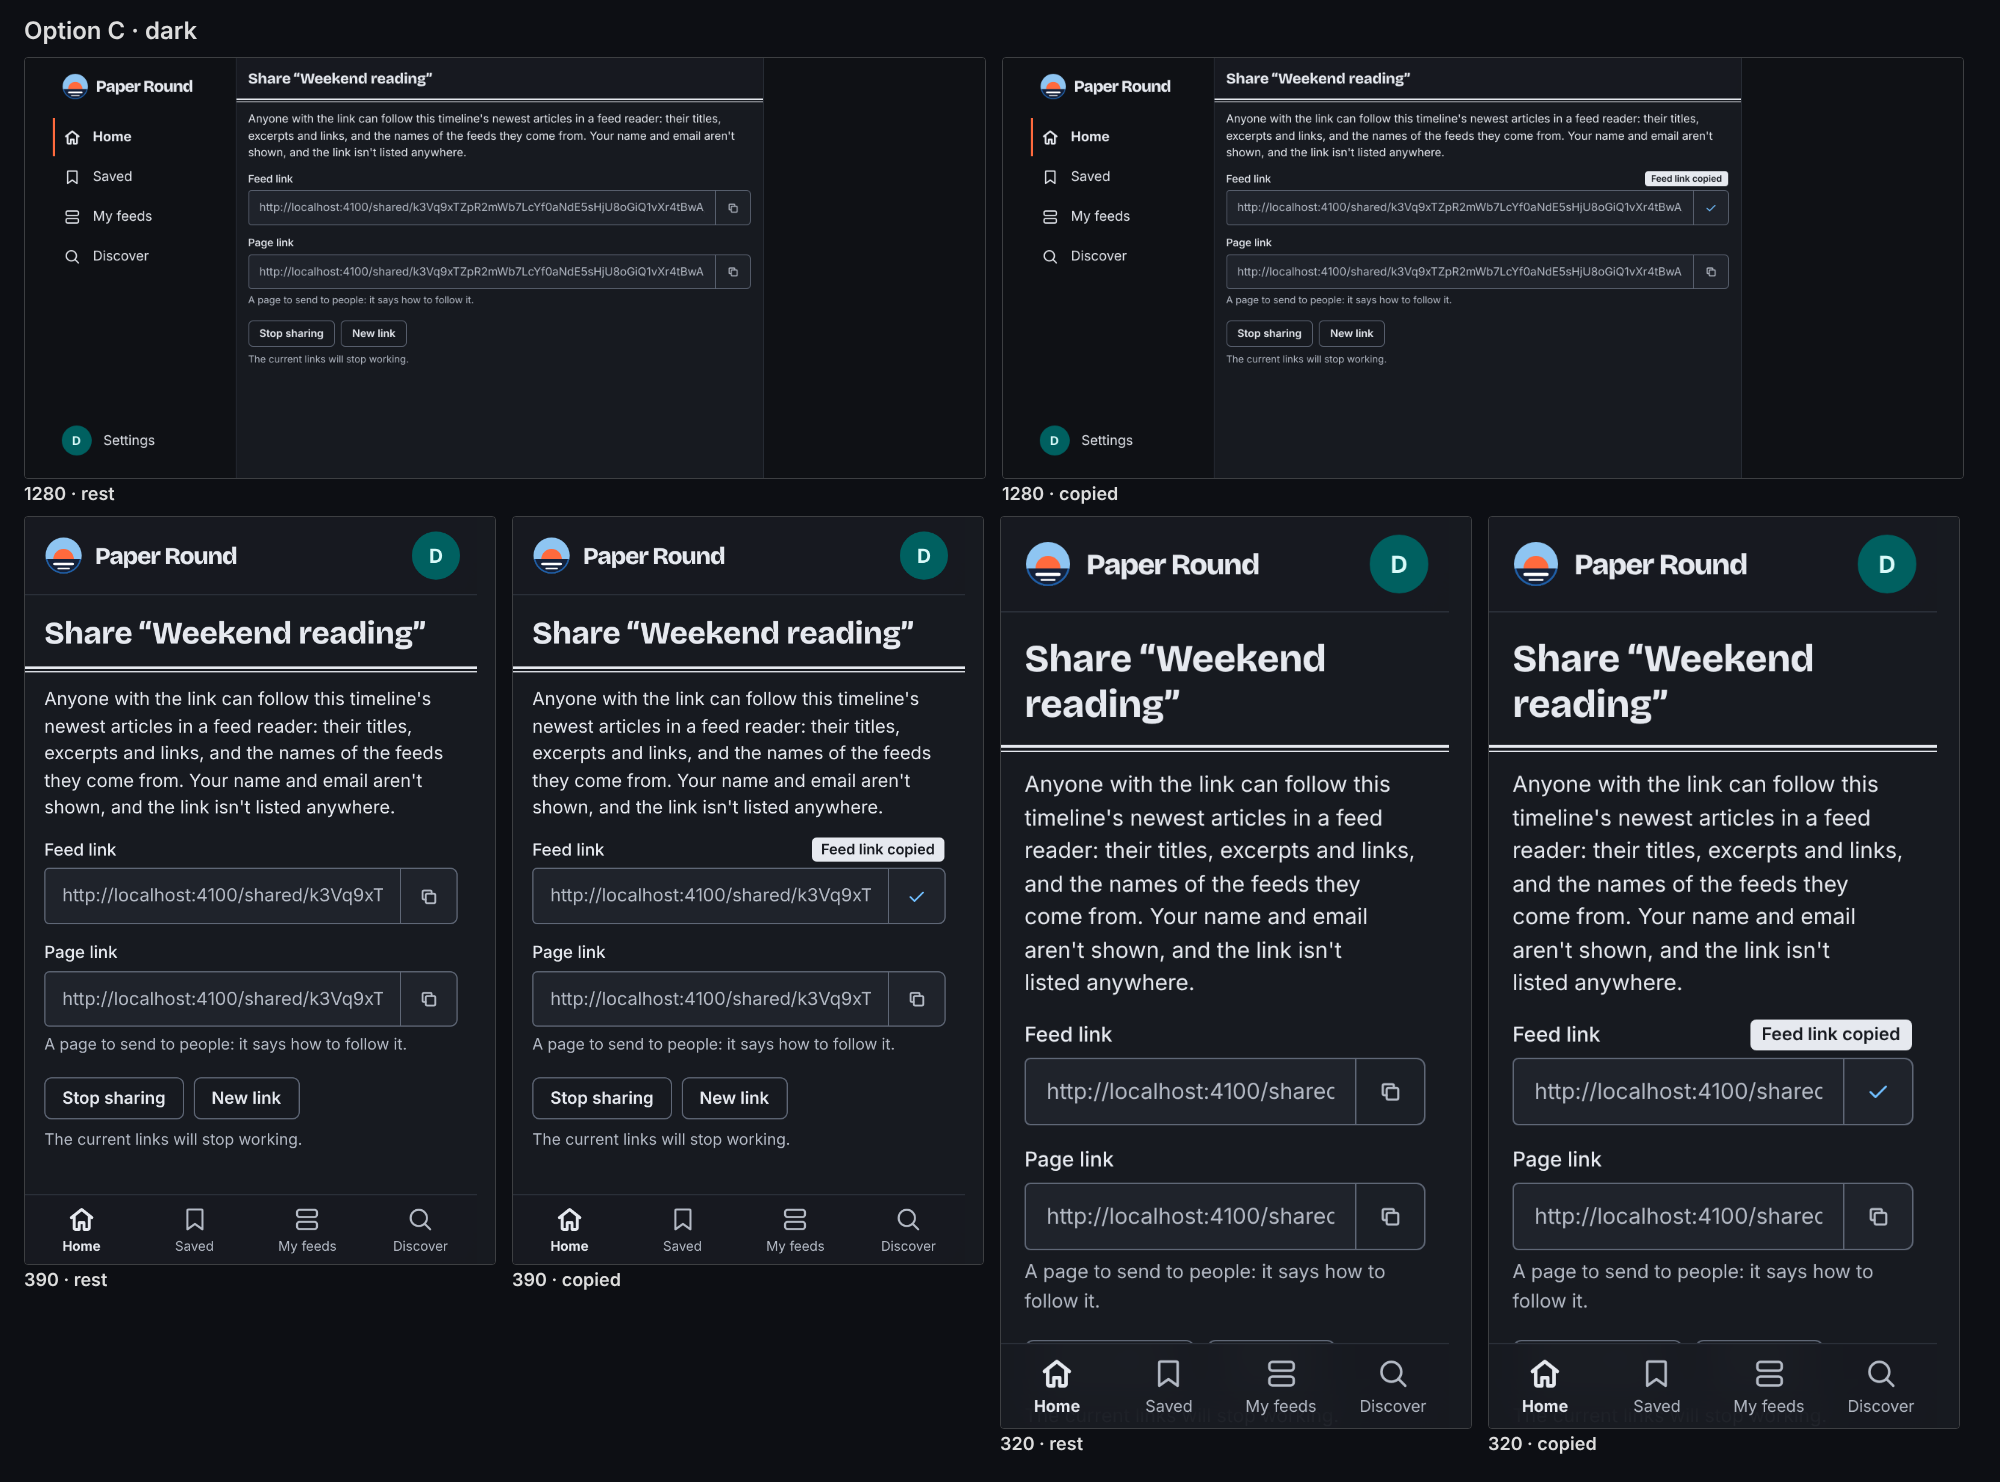 Option C · dark
Paper Round
Home
Saved
My feeds
Discover
D
Settings
Share “Weekend reading”
Anyone with the link can follow this timeline's newest articles in a feed reader: their titles,
excerpts and links, and the names of the feeds they come from. Your name and email aren't
shown, and the link isn't listed anywhere.
Feed link
http://localhost:4100/shared/k3Vq9xTZpR2mWb7LcYf0aNdE5sHjU8oGiQ1vXr4tBwA
Page link
http://localhost:4100/shared/k3Vq9xTZpR2mWb7LcYf0aNdE5sHjU8oGiQ1vXr4tBwA
A page to send to people: it says how to follow it.
Stop sharing
New link
The current links will stop working.
1280 · rest
Paper Round
Home
Saved
My feeds
Discover
D
Settings
Share “Weekend reading”
Anyone with the link can follow this timeline's newest articles in a feed reader: their titles,
excerpts and links, and the names of the feeds they come from. Your name and email aren't
shown, and the link isn't listed anywhere.
Feed link
Feed link copied
http://localhost:4100/shared/k3Vq9xTZpR2mWb7LcYf0aNdE5sHjU8oGiQ1vXr4tBwA
Page link
http://localhost:4100/shared/k3Vq9xTZpR2mWb7LcYf0aNdE5sHjU8oGiQ1vXr4tBwA
A page to send to people: it says how to follow it.
Stop sharing
New link
The current links will stop working.
1280 · copied
Paper Round
D
Share “Weekend reading”
Anyone with the link can follow this timeline's
newest articles in a feed reader: their titles,
excerpts and links, and the names of the feeds
they come from. Your name and email aren't
shown, and the link isn't listed anywhere.
Feed link
http://localhost:4100/shared/k3Vq9xT
Page link
http://localhost:4100/shared/k3Vq9xT
A page to send to people: it says how to follow it.
Stop sharing
New link
The current links will stop working.
Home
Saved
My feeds
Discover
390 · rest
Paper Round
D
Share “Weekend reading”
Anyone with the link can follow this timeline's
newest articles in a feed reader: their titles,
excerpts and links, and the names of the feeds
they come from. Your name and email aren't
shown, and the link isn't listed anywhere.
Feed link
Feed link copied
http://localhost:4100/shared/k3Vq9xT
Page link
http://localhost:4100/shared/k3Vq9xT
A page to send to people: it says how to follow it.
Stop sharing
New link
The current links will stop working.
Home
Saved
My feeds
Discover
390 · copied
Paper Round
D
Share “Weekend
reading”
Anyone with the link can follow this
timeline's newest articles in a feed
reader: their titles, excerpts and links,
and the names of the feeds they
come from. Your name and email
aren't shown, and the link isn't
listed anywhere.
Feed link
http://localhost:4100/shared
Page link
http://localhost:4100/shared
A page to send to people: it says how to
follow it.
Home
Saved
My feeds
Discover
The current links will stop working.
320 · rest
Paper Round
D
Share “Weekend
reading”
Anyone with the link can follow this
timeline's newest articles in a feed
reader: their titles, excerpts and links,
and the names of the feeds they
come from. Your name and email
aren't shown, and the link isn't
listed anywhere.
Feed link
Feed link copied
http://localhost:4100/shared
Page link
http://localhost:4100/shared
A page to send to people: it says how to
follow it.
Home
Saved
My feeds
Discover
The current links will stop working.
320 · copied